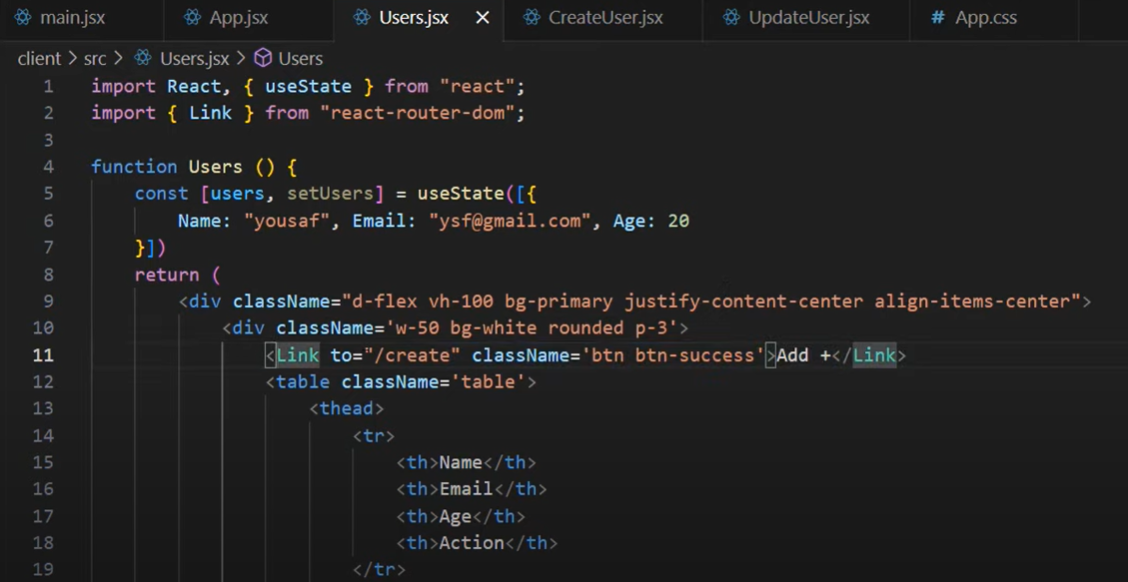 main.jsx App.jsx Users.jsx CreateUser.jsx UpdateUser.jsx # App.css
client > src > Users.jsx > Users
1 import React, { useState } from "react";
2 import { Link } from "react-router-dom";
3
4 function Users () {
5 const [users, setUsers] = useState([{
6 Name: "yousaf", Email: "ysf@gmail.com", Age: 20
7 }])
8 return (
9 <div className="d-flex vh-100 bg-primary justify-content-center align-items-center">
10 <div className='w-50 bg-white rounded p-3'>
11 <Link to="/create" className='btn btn-success'>Add +</Link>
12 <table className='table'>
13 <thead>
14 <tr>
15 <th>Name</th>
16 <th>Email</th>
17 <th>Age</th>
18 <th>Action</th>
19 </tr>